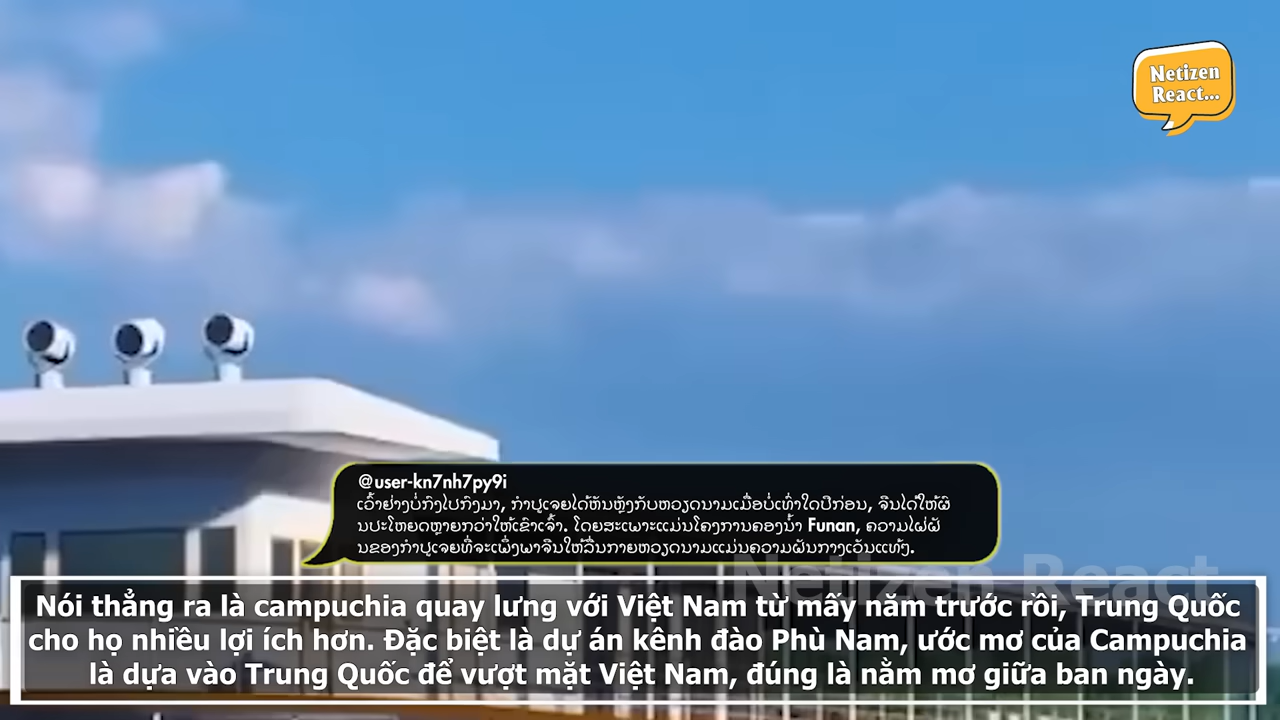 Netizen
React...
@user-kn7nh7py9i
ເວົ້າຢ່າງບໍ່ກົງໄປກົງມາ, ກຳປູເຈຍໄດ້ຫັນຫຼັງກັບຫວຽດນາມເມື່ອບໍ່ເທົ່າໃດປີກ່ອນ, ຈີນໄດ້ໃຫ້ຜົ
ນປະໂຫຍດຫຼາຍກວ່າໃຫ້ເຂົາເຈົ້າ. ໂດຍສະເພາະແມ່ນໂຄງການຄອງນ້ຳ Funan, ຄວາມໄຝ່ຝັ
ນຂອງກຳປູເຈຍທີ່ຈະເພິ່ງພາຈີນໃຫ້ລື່ນກາຍຫວຽດນາມແມ່ນຄວາມຝັນກາງເວັນແທ້ໆ.
Netizen React
Nói thẳng ra là campuchia quay lưng với Việt Nam từ mấy năm trước rồi, Trung Quốc
cho họ nhiều lợi ích hơn. Đặc biệt là dự án kênh đào Phù Nam, ước mơ của Campuchia
là dựa vào Trung Quốc để vượt mặt Việt Nam, đúng là nằm mơ giữa ban ngày.